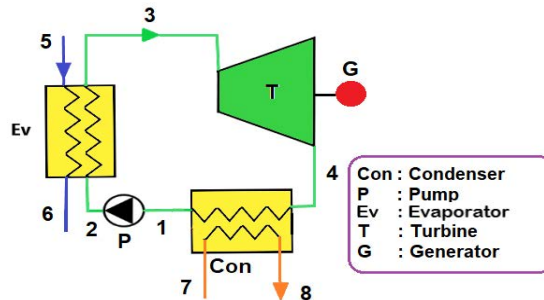 3
5
G
T
Ev
4
6
2
P
1
Con
7
8
Con : Condenser
P : Pump
Ev : Evaporator
T : Turbine
G : Generator